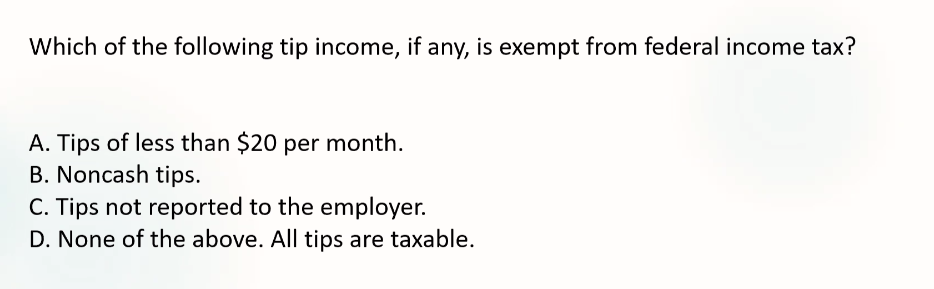 Which of the following tip income, if any, is exempt from federal income tax?
A. Tips of less than $20 per month.
B. Noncash tips.
C. Tips not reported to the employer.
D. None of the above. All tips are taxable.